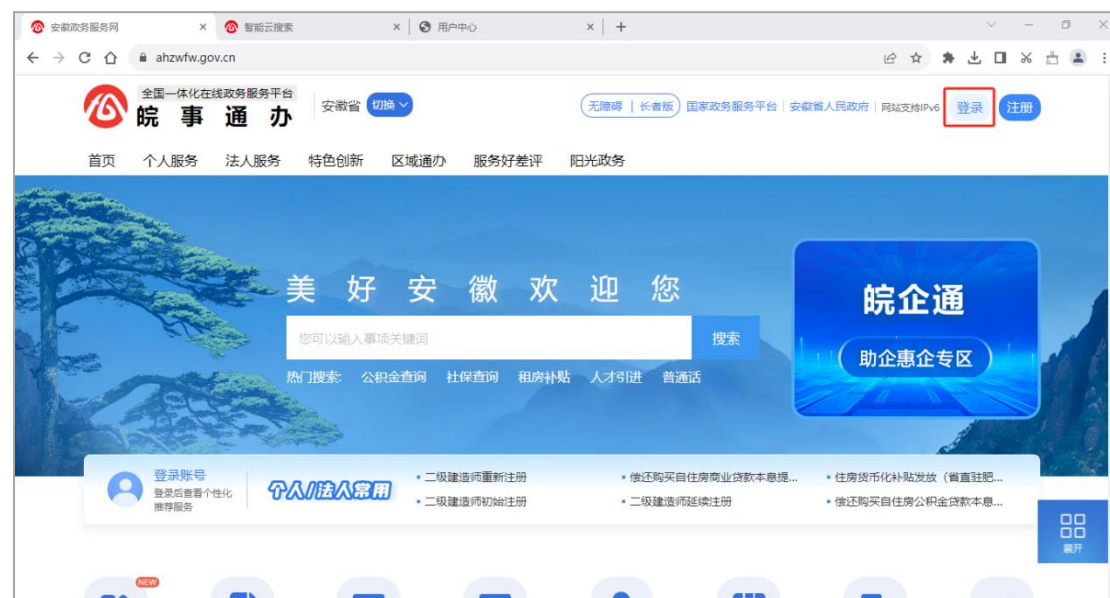 安徽政务服务网
智能云搜索
用户中心
ahzwfw.gov.cn
全国一体化在线政务服务平台
皖事通办
安徽省 切换
无障碍 | 长者版 国家政务服务平台 | 安徽省人民政府 | 网站支持IPv6 登录 注册
首页 个人服务 法人服务 特色创新 区域通办 服务好差评 阳光政务
美好安徽欢迎您
您可以输入事项关键词 搜索
热门搜索: 公积金查询 社保查询 租房补贴 人才引进 普通话
皖企通
助企惠企专区
登录账号
登录后查看个性化
推荐服务
个人/法人常用
二级建造师重新注册 偿还购买自住房商业贷款本息提... 住房货币化补贴发放（省直驻肥...
二级建造师初始注册 二级建造师延续注册 偿还购买自住房公积金贷款本息...
展开
NEW